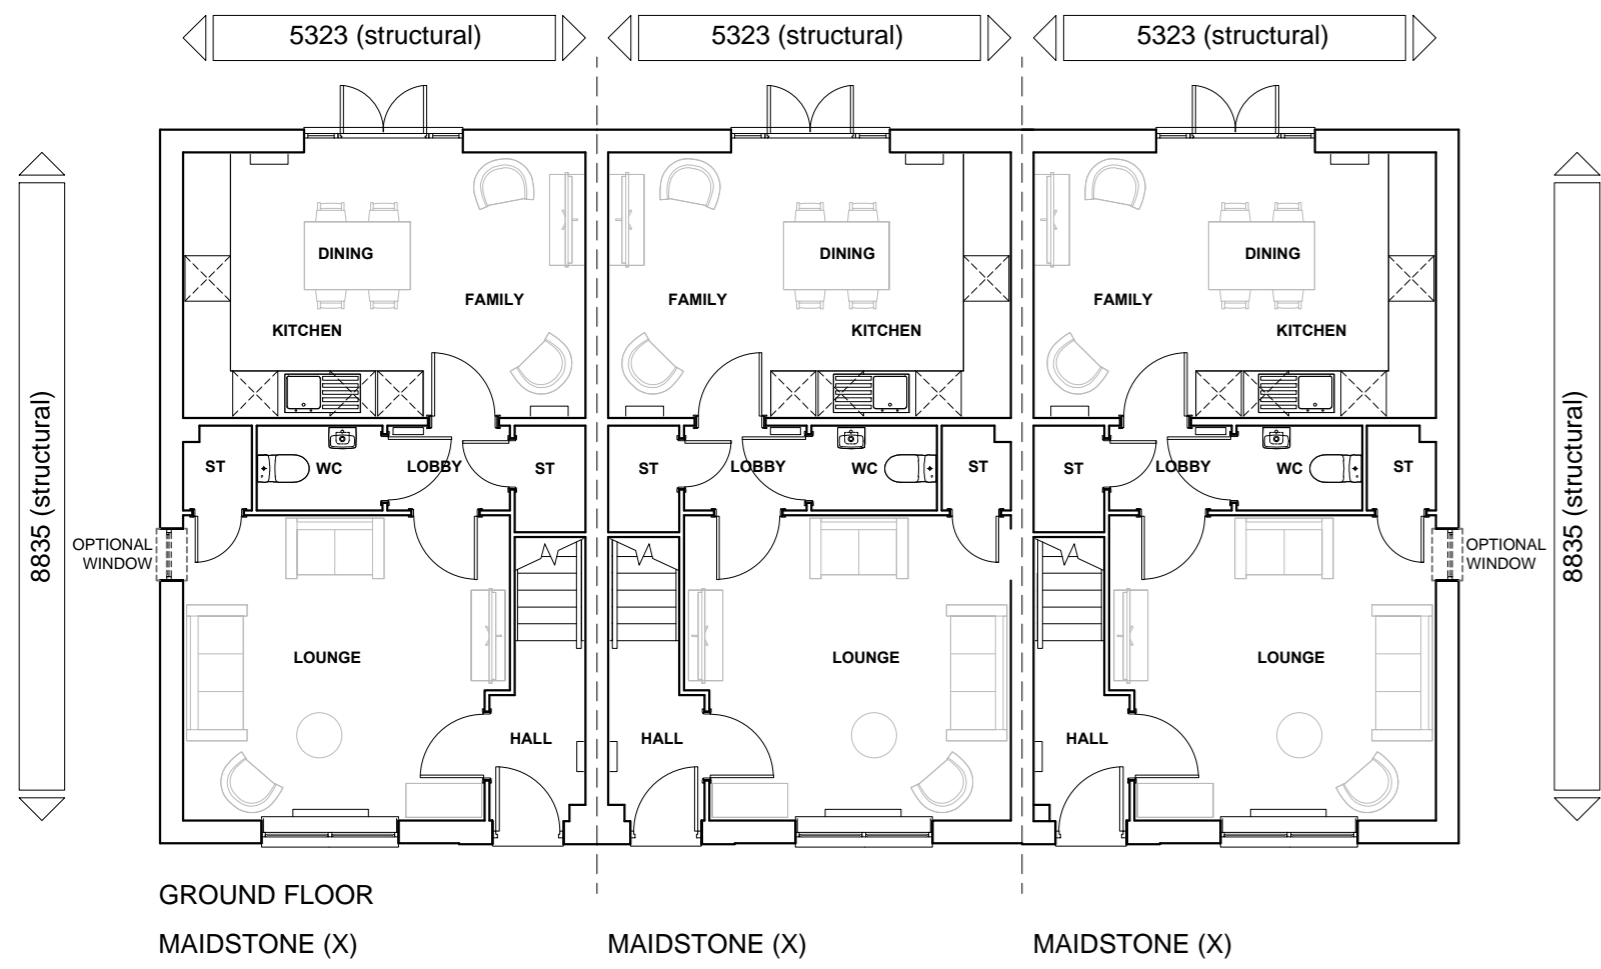 5323 (structural)
5323 (structural)
5323 (structural)
8835 (structural)
8835 (structural)
DINING
FAMILY
KITCHEN
DINING
FAMILY
KITCHEN
DINING
FAMILY
KITCHEN
ST
WC
LOBBY
ST
ST
LOBBY
WC
ST
ST
LOBBY
WC
ST
OPTIONAL
WINDOW
OPTIONAL
WINDOW
LOUNGE
LOUNGE
LOUNGE
HALL
HALL
HALL
GROUND FLOOR
MAIDSTONE (X)
MAIDSTONE (X)
MAIDSTONE (X)